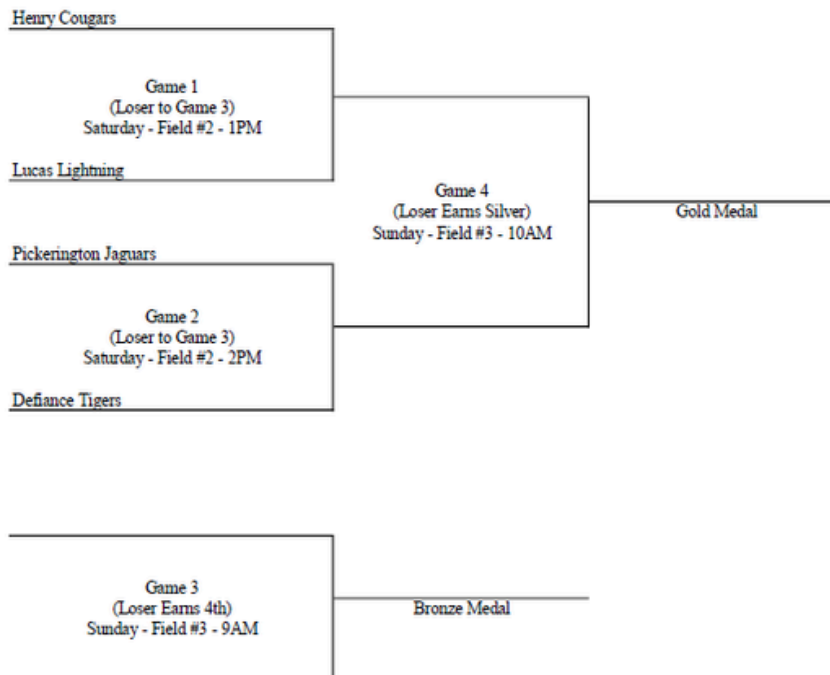 Henry Cougars
Game 1
(Loser to Game 3)
Saturday - Field #2 - 1PM
Lucas Lightning
Game 4
(Loser Earns Silver)
Sunday - Field #3 - 10AM
Gold Medal
Pickerington Jaguars
Game 2
(Loser to Game 3)
Saturday - Field #2 - 2PM
Defiance Tigers
Game 3
(Loser Earns 4th)
Sunday - Field #3 - 9AM
Bronze Medal